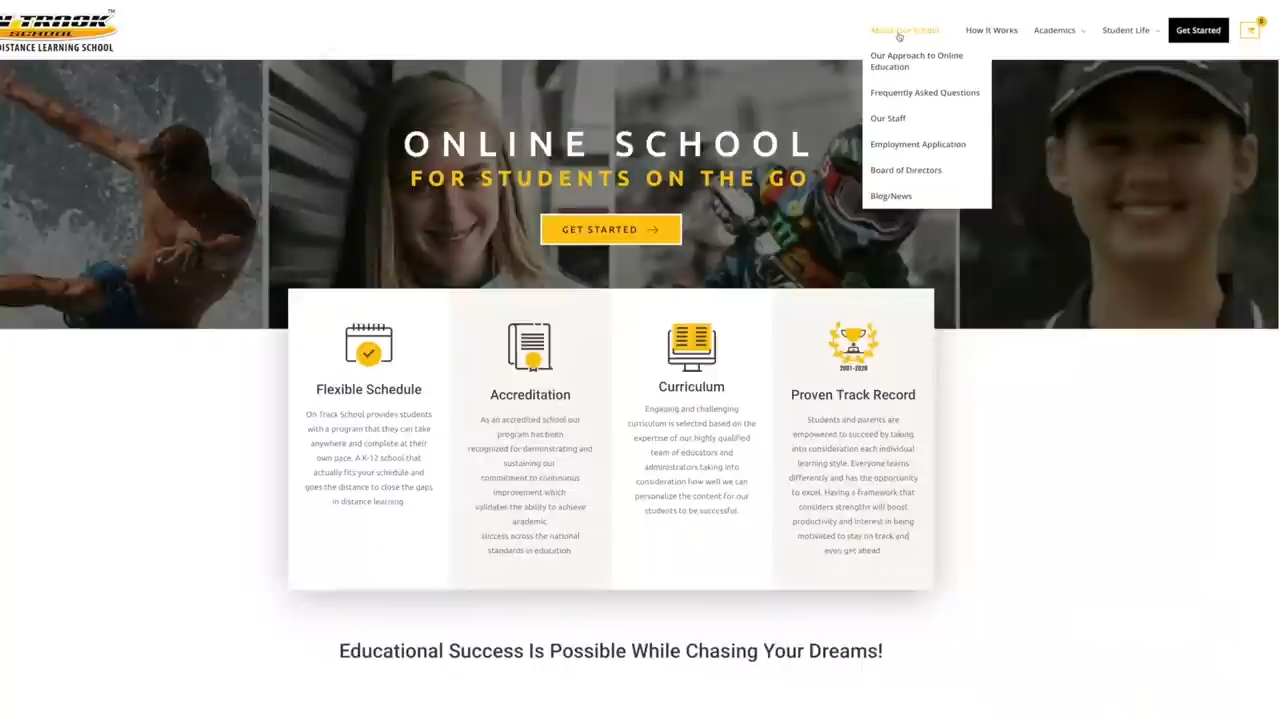 N TRACK
™
SCHOOL
DISTANCE LEARNING SCHOOL
About Our School
How It Works
Academics
Student Life
Get Started
Our Approach to Online
Education
Frequently Asked Questions
Our Staff
Employment Application
Board of Directors
Blog/News
ONLINE SCHOOL
FOR STUDENTS ON THE GO
GET STARTED
Flexible Schedule
On Track School provides students
with a program that they can take
anywhere and complete at their
own pace. A K-12 school that
actually fits your schedule and
goes the distance to close the gaps
in distance learning
Accreditation
As an accredited school our
program has been
recognized for demonstrating and
sustaining our
commitment to continuous
improvement which
validates the ability to achieve
academic
success across the national
standards in education
Curriculum
Engaging and challenging
curriculum is selected based on the
expertise of our highly qualified
team of educators and
administrators taking into
consideration how well we can
personalize the content for our
students to be successful.
2001-2020
Proven Track Record
Students and parents are
empowered to succeed by taking
into consideration each individual
learning style. Everyone learns
differently and has the opportunity
to excel. Having a framework that
considers strengths will boost
productivity and interest in being
motivated to stay on track and
even get ahead
Educational Success Is Possible While Chasing Your Dreams!